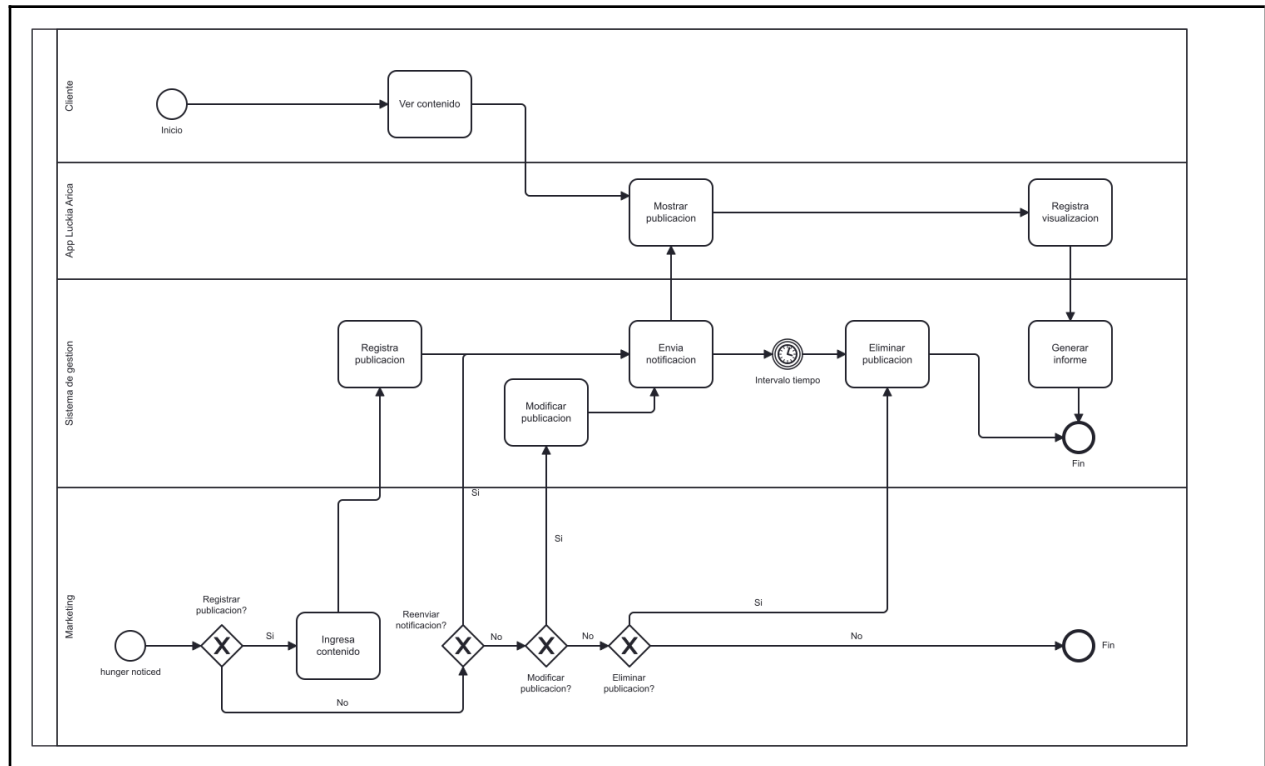 Cliente
Inicio
Ver contenido
App Luckia Arica
Mostrar
publicacion
Registra
visualizacion
Sistema de gestion
Registra
publicacion
Envia
notificacion
Intervalo tiempo
Eliminar
publicacion
Generar
informe
Modificar
publicacion
Fin
Marketing
Si
Si
Registrar
publicacion?
Si
hunger noticed
Ingresa
contenido
No
Reenviar
notificacion?
No
Modificar
publicacion?
No
Eliminar
publicacion?
Si
No
Fin